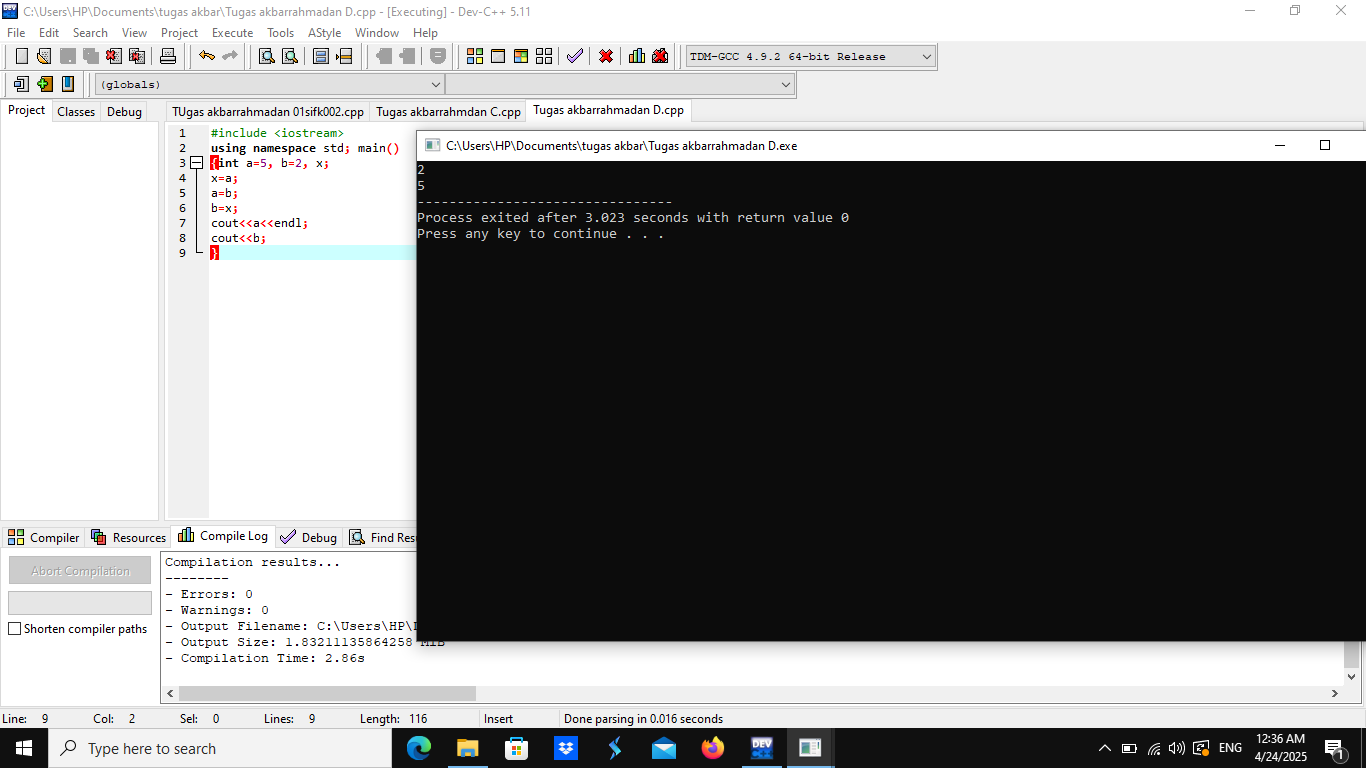 C:\Users\HP\Documents\tugas akbar\Tugas akbarrahmadan D.cpp - [Executing] - Dev-C++ 5.11
File Edit Search View Project Execute Tools AStyle Window Help
TDM-GCC 4.9.2 64-bit Release
(globals)
Project Classes Debug TUgas akbarrahmadan 01sifk002.cpp Tugas akbarrahmdan C.cpp Tugas akbarrahmadan D.cpp
1 #include <iostream>
2 using namespace std; main()
3 {int a=5, b=2, x;
4 x=a;
5 a=b;
6 b=x;
7 cout<<a<<endl;
8 cout<<b;
9 }
C:\Users\HP\Documents\tugas akbar\Tugas akbarrahmadan D.exe
2
5
--------------------------------
Process exited after 3.023 seconds with return value 0
Press any key to continue . . .
Compiler Resources Compile Log Debug Find
Abort Compilation
Shorten compiler paths
Compilation results...
--------
- Errors: 0
- Warnings: 0
- Output Filename: C:\Users\HP\
- Output Size: 1.83211135864258 MiB
- Compilation Time: 2.86s
Line: 9 Col: 2 Sel: 0 Lines: 9 Length: 116 Insert Done parsing in 0.016 seconds
Type here to search
DEV
ENG
12:36 AM
4/24/2025
1